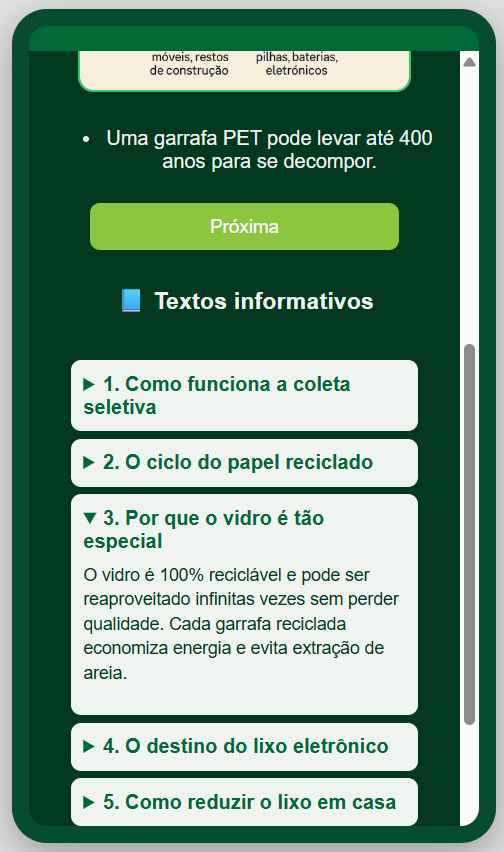 móveis, restos
de construção
pilhas, baterias,
eletrónicos
• Uma garrafa PET pode levar até 400
anos para se decompor.
Próxima
Textos informativos
1. Como funciona a coleta
seletiva
2. O ciclo do papel reciclado
3. Por que o vidro é tão
especial
O vidro é 100% reciclável e pode ser
reaproveitado infinitas vezes sem perder
qualidade. Cada garrafa reciclada
economiza energia e evita extração de
areia.
4. O destino do lixo eletrônico
5. Como reduzir o lixo em casa